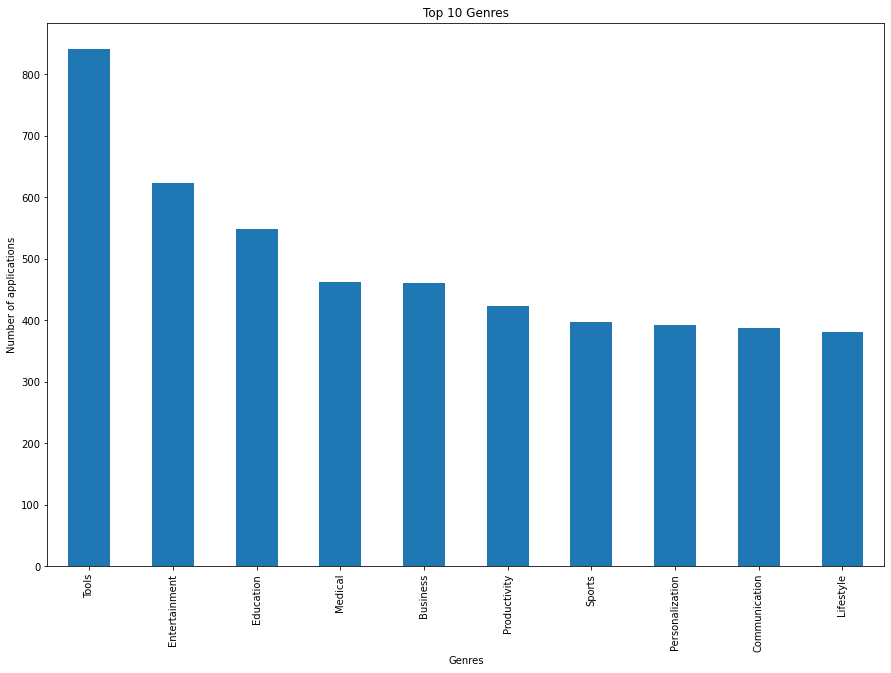 Top 10 Genres
Number of applications
800
700
600
500
400
300
200
100
0
Tools
Entertainment
Education
Medical
Business
Productivity
Sports
Personalization
Communication
Lifestyle
Genres